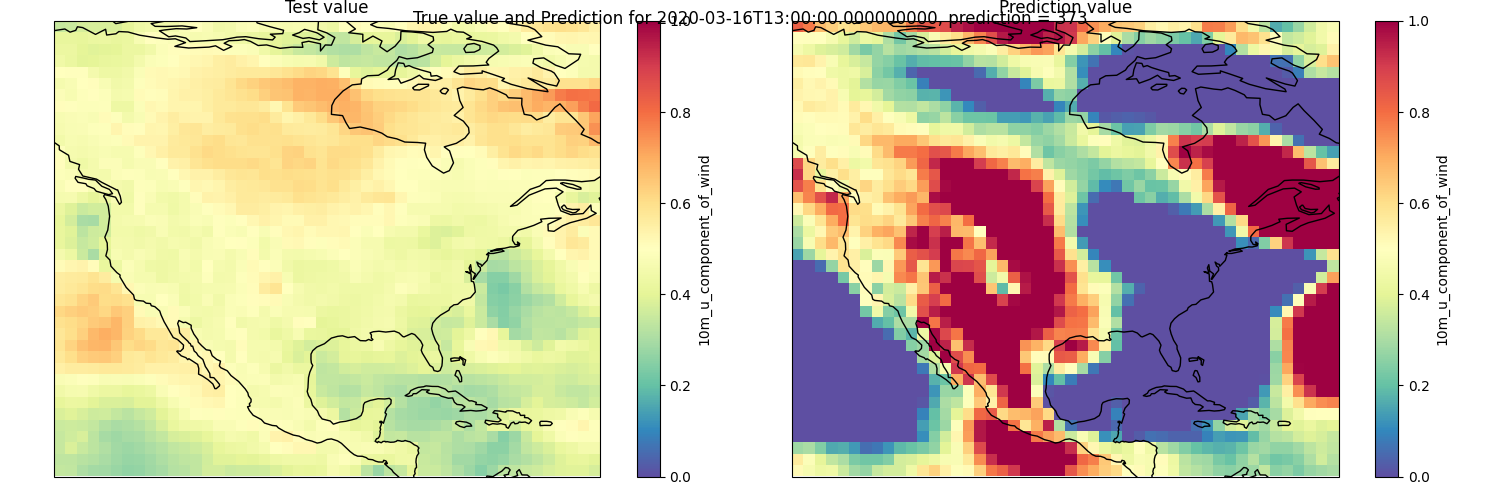 True value and Prediction for 2020-03-16T13:00:00.000000000, prediction = 373
Test value
Prediction value
1.0
0.8
0.6
0.4
0.2
0.0
10m_u_component_of_wind
1.0
0.8
0.6
0.4
0.2
0.0
10m_u_component_of_wind